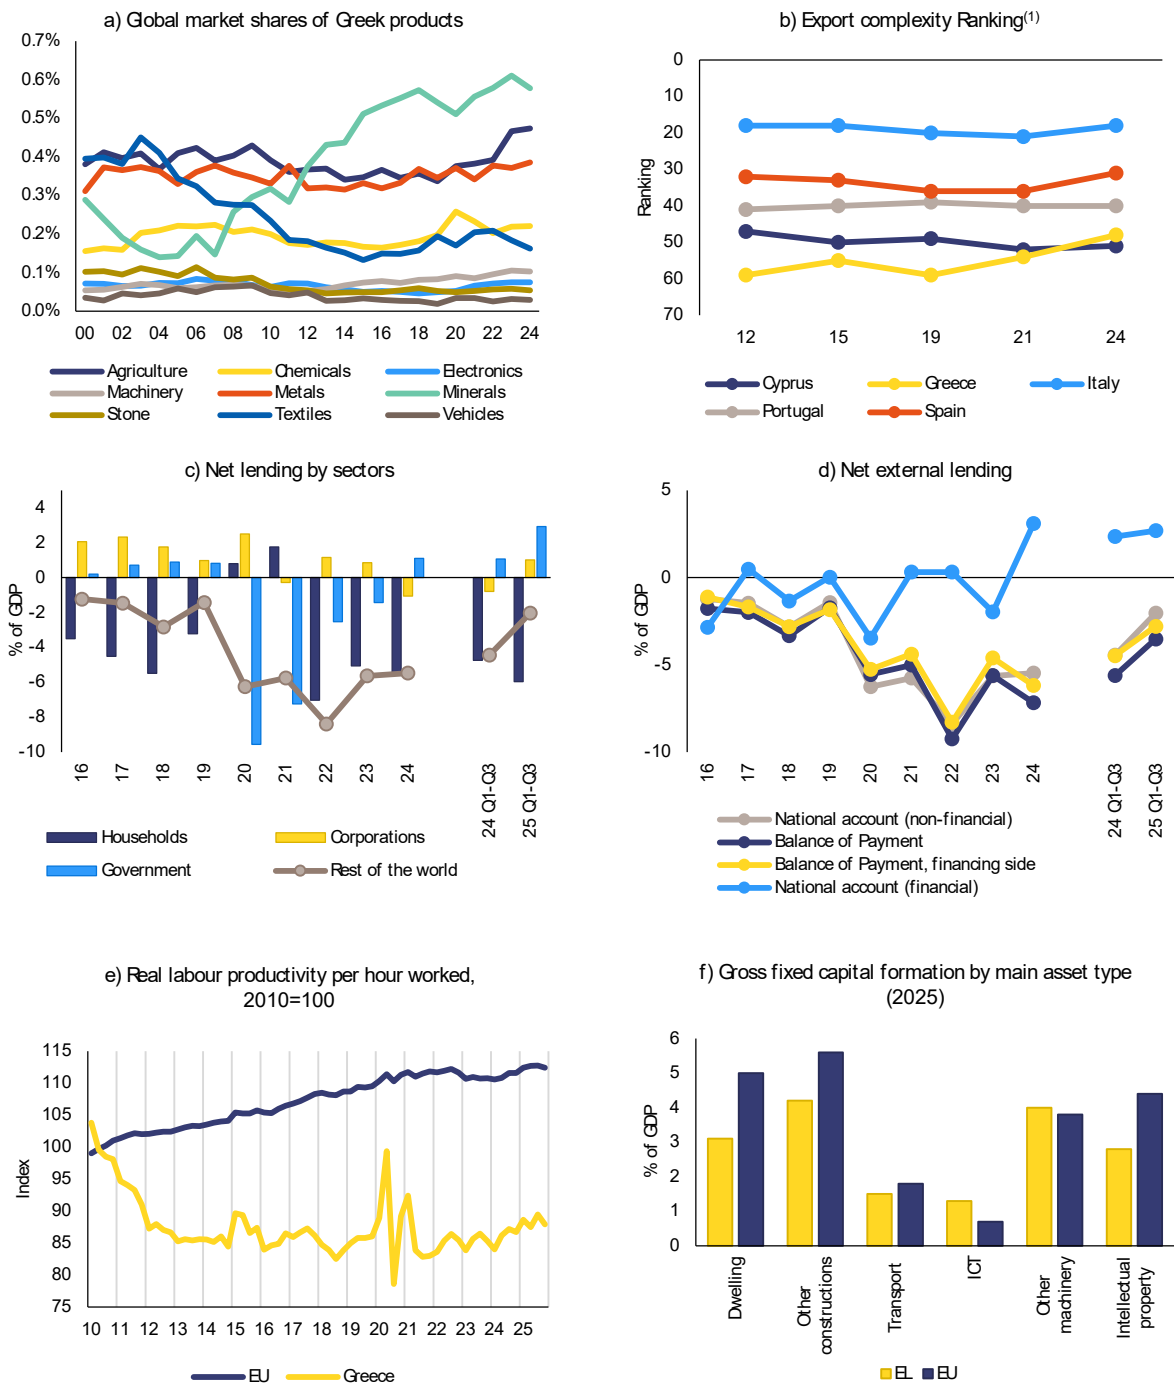 a) Global market shares of Greek products
0.7%
0.6%
0.5%
0.4%
0.3%
0.2%
0.1%
0.0%
00 02 04 06 08 10 12 14 16 18 20 22 24
Agriculture Chemicals Electronics
Machinery Metals Minerals
Stone Textiles Vehicles
b) Export complexity Ranking(1)
Ranking
0
10
20
30
40
50
60
70
12 15 19 21 24
Cyprus Greece Italy
Portugal Spain
c) Net lending by sectors
% of GDP
4
2
0
-2
-4
-6
-8
-10
16 17 18 19 20 21 22 23 24 24 Q1-Q3 25 Q1-Q3
Households Corporations
Government Rest of the world
d) Net external lending
% of GDP
5
0
-5
-10
16 17 18 19 20 21 22 23 24 24 Q1-Q3 25 Q1-Q3
National account (non-financial)
Balance of Payment
Balance of Payment, financing side
National account (financial)
e) Real labour productivity per hour worked,
2010=100
Index
115
110
105
100
95
90
85
80
75
10 11 12 13 14 15 16 17 18 19 20 21 22 23 24 25
EU Greece
f) Gross fixed capital formation by main asset type
(2025)
% of GDP
6
5
4
3
2
1
0
Dwelling
Other
constructions
Transport
ICT
Other
machinery
Intellectual
property
EL EU